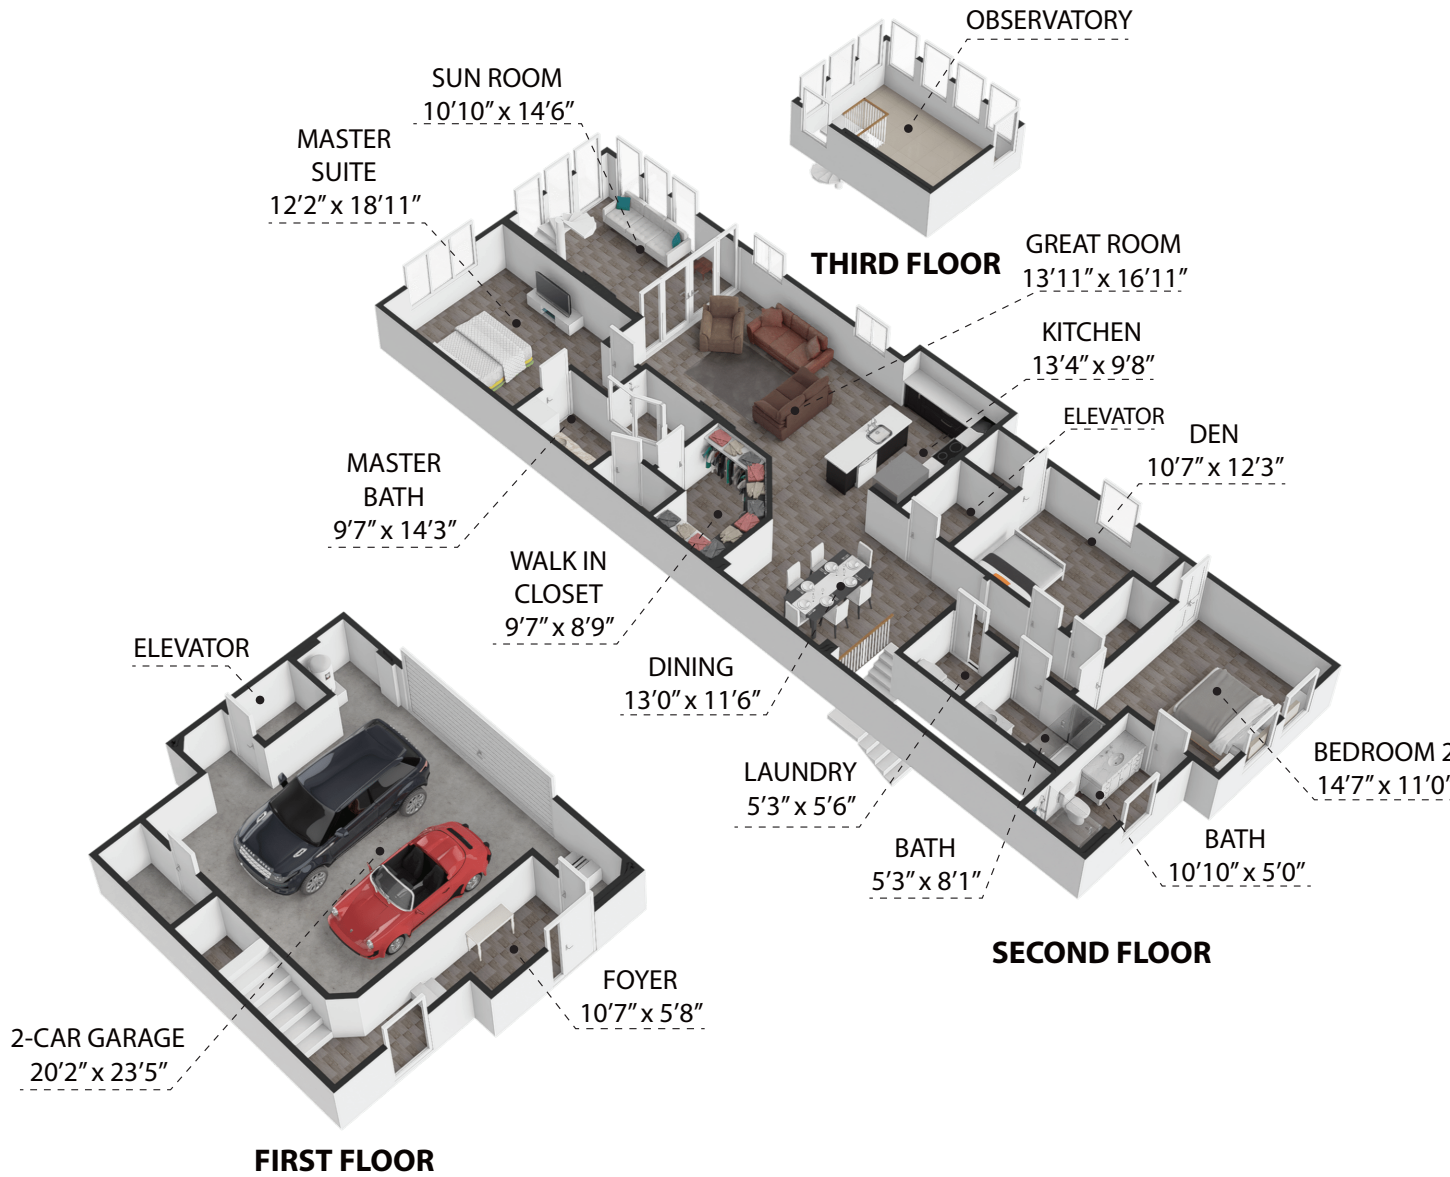 OBSERVATORY
SUN ROOM
10’10” x 14’6”
MASTER
SUITE
12’2” x 18’11”
THIRD FLOOR
GREAT ROOM
13’11” x 16’11”
KITCHEN
13’4” x 9’8”
ELEVATOR
DEN
10’7” x 12’3”
MASTER
BATH
9’7” x 14’3”
WALK IN
CLOSET
9’7” x 8’9”
ELEVATOR
DINING
13’0” x 11’6”
LAUNDRY
5’3” x 5’6”
BEDROOM 2
14’7” x 11’0”
BATH
5’3” x 8’1”
BATH
10’10” x 5’0”
SECOND FLOOR
FOYER
10’7” x 5’8”
2-CAR GARAGE
20’2” x 23’5”
FIRST FLOOR